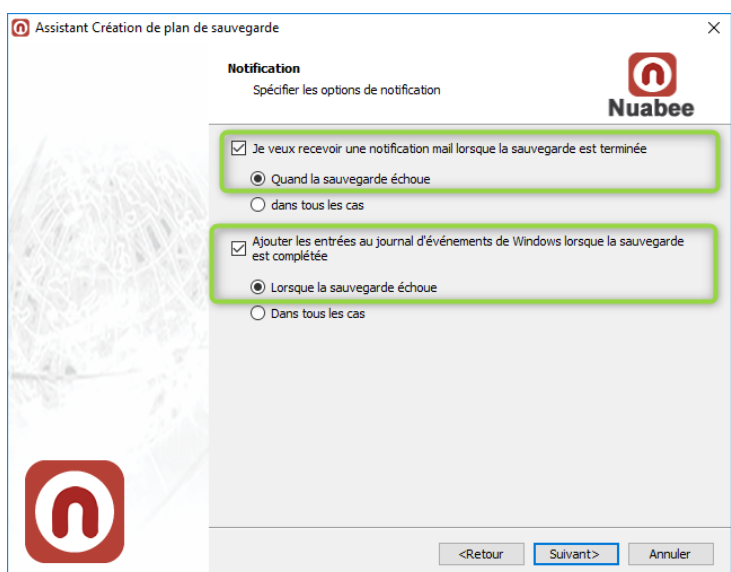 Assistant Création de plan de sauvegarde
Notification
Spécifier les options de notification
Nuabee
Je veux recevoir une notification mail lorsque la sauvegarde est terminée
Quand la sauvegarde échoue
dans tous les cas
Ajouter les entrées au journal d'événements de Windows lorsque la sauvegarde
est complétée
Lorsque la sauvegarde échoue
Dans tous les cas
<Retour
Suivant>
Annuler